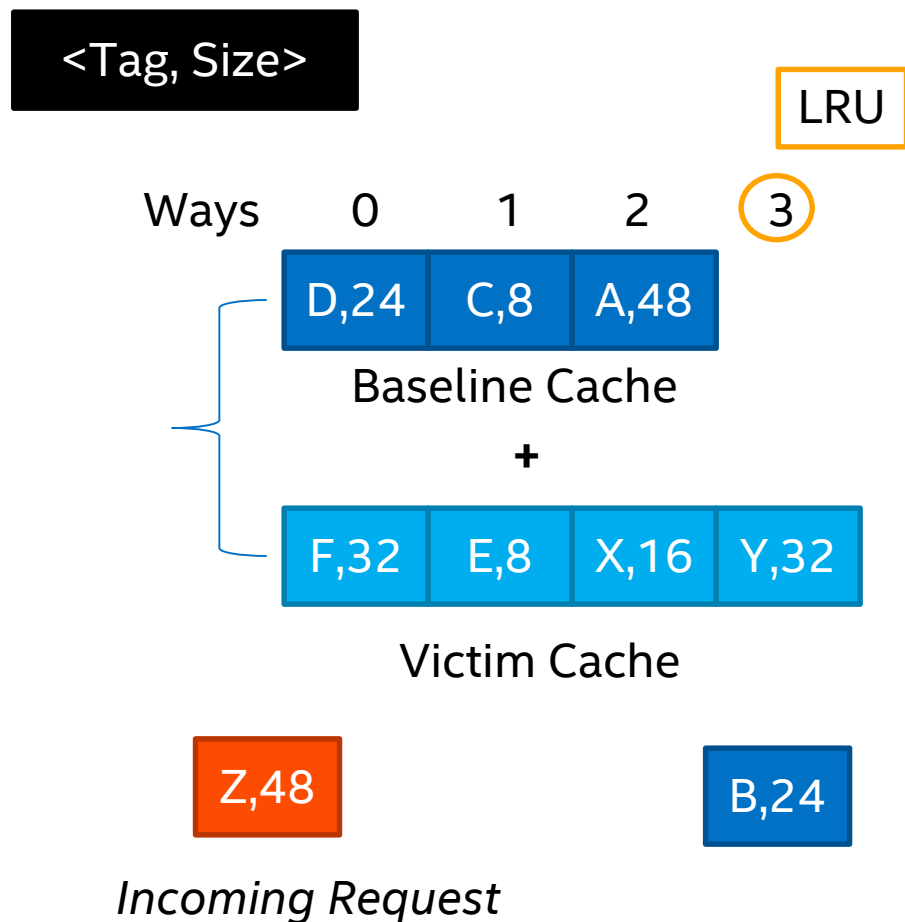 <Tag, Size>
LRU
Ways 0 1 2 3
D,24 C,8 A,48
Baseline Cache
+
F,32 E,8 X,16 Y,32
Victim Cache
Z,48 B,24
Incoming Request